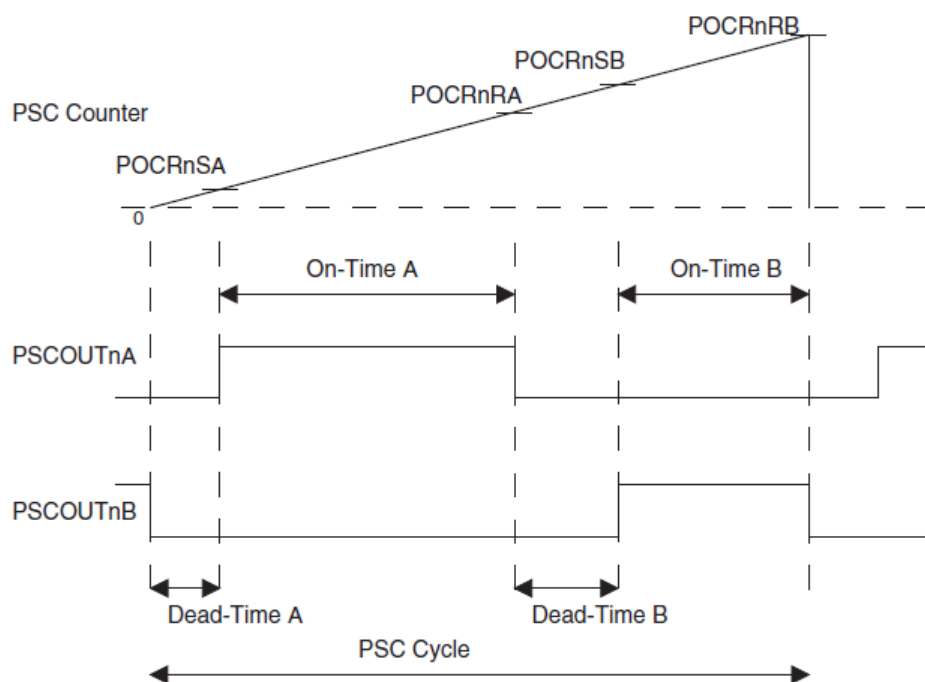 POCRnRB
POCRnSB
POCRnRA
PSC Counter
POCRnSA
0
On-Time A
On-Time B
PSCOUTnA
PSCOUTnB
Dead-Time A
Dead-Time B
PSC Cycle